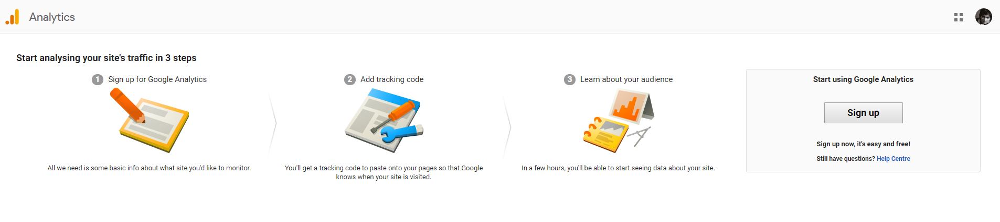 Analytics
Start analysing your site's traffic in 3 steps
1 Sign up for Google Analytics
All we need is some basic info about what site you'd like to monitor.
2 Add tracking code
You'll get a tracking code to paste onto your pages so that Google
knows when your site is visited.
3 Learn about your audience
In a few hours, you'll be able to start seeing data about your site.
Start using Google Analytics
Sign up
Sign up now, it's easy and free!
Still have questions? Help Centre